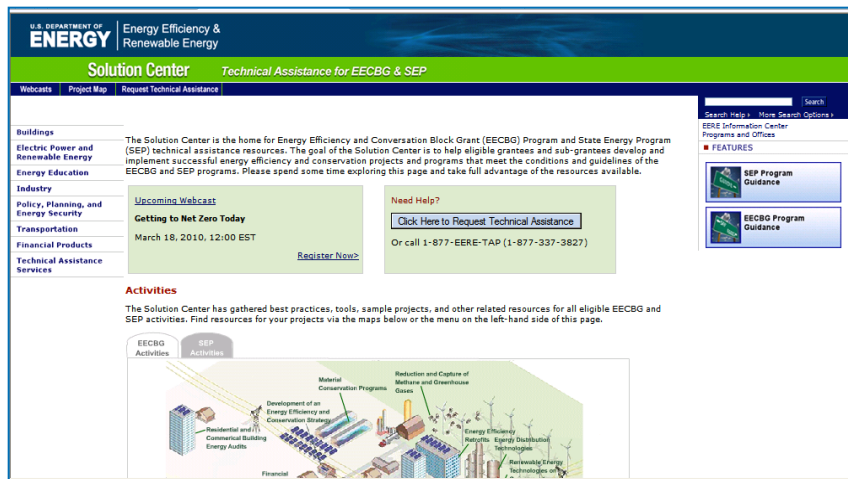 U.S. DEPARTMENT OF
ENERGY
Energy Efficiency &
Renewable Energy
Solution Center
Technical Assistance for EECBG & SEP
Webcasts
Project Map
Request Technical Assistance
Search
Search Help
More Search Options
EERE Information Center
Programs and Offices
FEATURES
SEP Program
Guidance
EECBG Program
Guidance
Buildings
Electric Power and
Renewable Energy
Energy Education
Industry
Policy, Planning, and
Energy Security
Transportation
Financial Products
Technical Assistance
Services
The Solution Center is the home for Energy Efficiency and Conversation Block Grant (EECBG) Program and State Energy Program
(SEP) technical assistance resources. The goal of the Solution Center is to help eligible grantees and sub-grantees develop and
implement successful energy efficiency and conservation projects and programs that meet the conditions and guidelines of the
EECBG and SEP programs. Please spend some time exploring this page and take full advantage of the resources available.
Upcoming Webcast
Getting to Net Zero Today
March 18, 2010, 12:00 EST
Register Now>
Need Help?
Click Here to Request Technical Assistance
Or call 1-877-EERE-TAP (1-877-337-3827)
Activities
The Solution Center has gathered best practices, tools, sample projects, and other related resources for all eligible EECBG and
SEP activities. Find resources for your projects via the maps below or the menu on the left-hand side of this page.
EECBG
Activities
SEP
Activities
Material
Conservation Programs
Reduction and Capture of
Methane and Greenhouse
Gases
Development of an
Energy Efficiency and
Conservation Strategy
Residential and
Commerical Building
Energy Audits
Energy Efficiency
Retrofits
Energy Distribution
Technologies
Renewable Energy
Technologies on
Financial